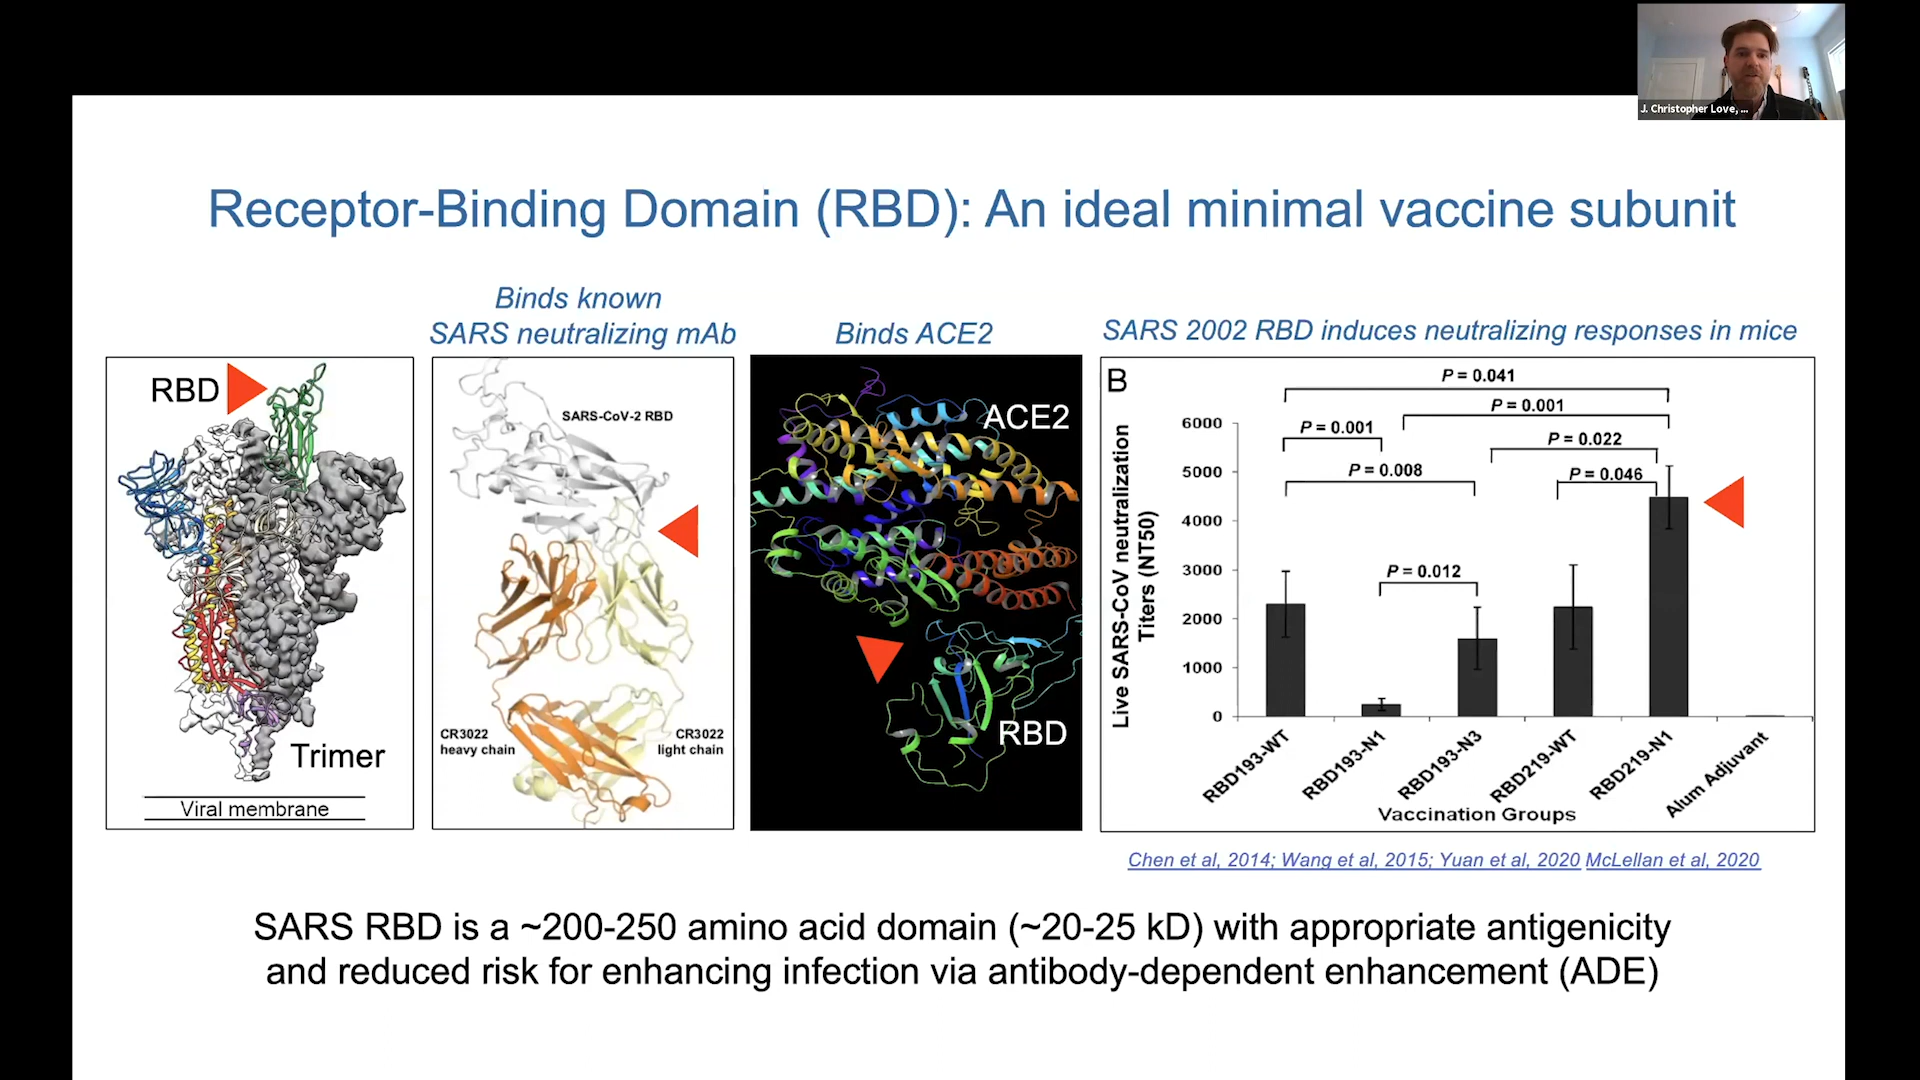 J. Christopher Love, ...
Receptor-Binding Domain (RBD): An ideal minimal vaccine subunit
Binds known
SARS neutralizing mAb
Binds ACE2
SARS 2002 RBD induces neutralizing responses in mice
RBD
Trimer
Viral membrane
SARS-CoV-2 RBD
CR3022
heavy chain
CR3022
light chain
ACE2
RBD
B
P = 0.041
P = 0.001
P = 0.001
P = 0.022
P = 0.008
P = 0.046
P = 0.012
Live SARS-CoV neutralization
Titers (NT50)
6000
5000
4000
3000
2000
1000
0
RBD193-WT
RBD193-N1
RBD193-N3
RBD219-WT
RBD219-N1
Alum Adjuvant
Vaccination Groups
Chen et al, 2014; Wang et al, 2015; Yuan et al, 2020 McLellan et al, 2020
SARS RBD is a ~200-250 amino acid domain (~20-25 kD) with appropriate antigenicity
and reduced risk for enhancing infection via antibody-dependent enhancement (ADE)